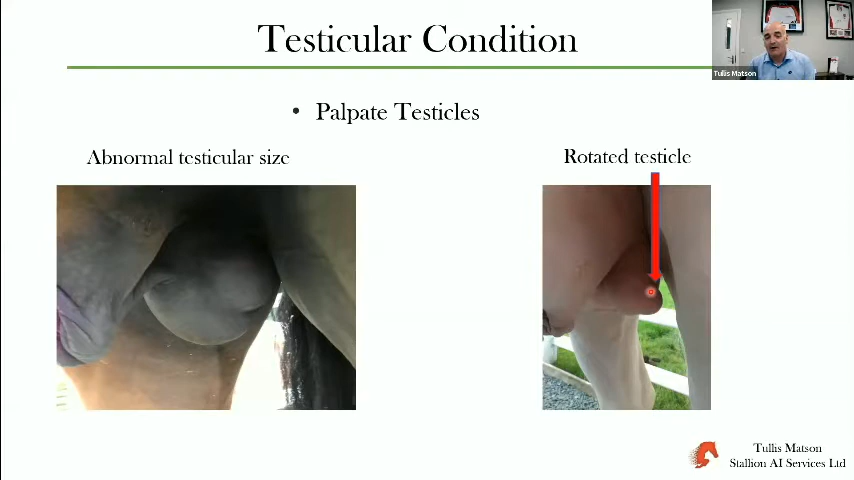 Testicular Condition
Tullis Matson
• Palpate Testicles
Abnormal testicular size
Rotated testicle
Tullis Matson
Stallion AI Services Ltd